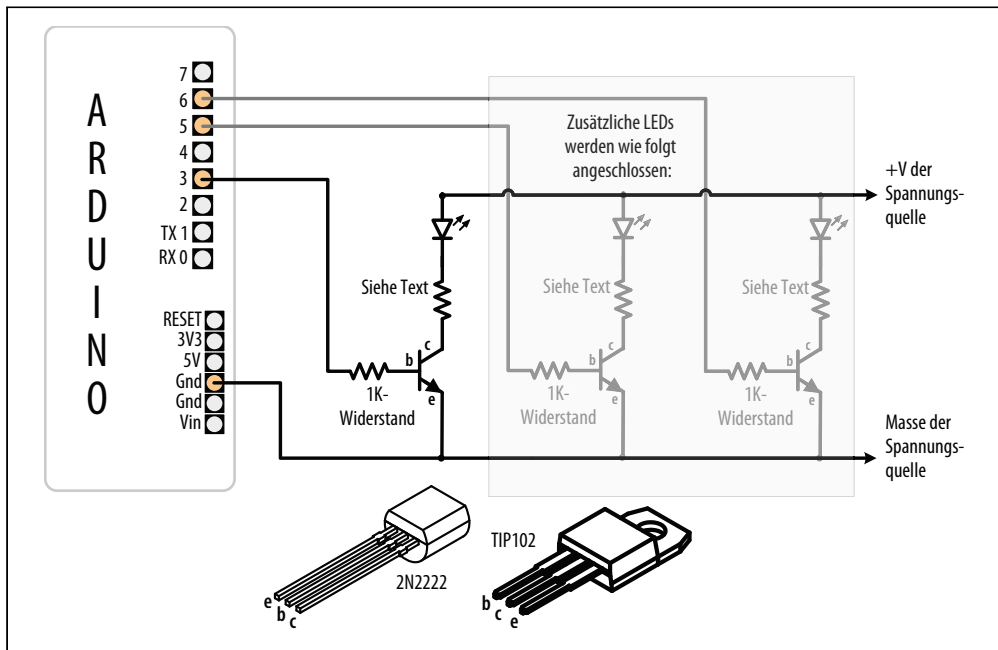 ARDUINO
7
6
5
4
3
2
TX 1
RX 0
RESET
3V3
5V
Gnd
Gnd
Vin
Zusätzliche LEDs
werden wie folgt
angeschlossen:
+V der
Spannungs-
quelle
Siehe Text
Siehe Text
Siehe Text
c
b
e
c
b
e
c
b
e
1K-
Widerstand
1K-
Widerstand
1K-
Widerstand
Masse der
Spannungs-
quelle
2N2222
e
b
c
TIP102
b
c
e